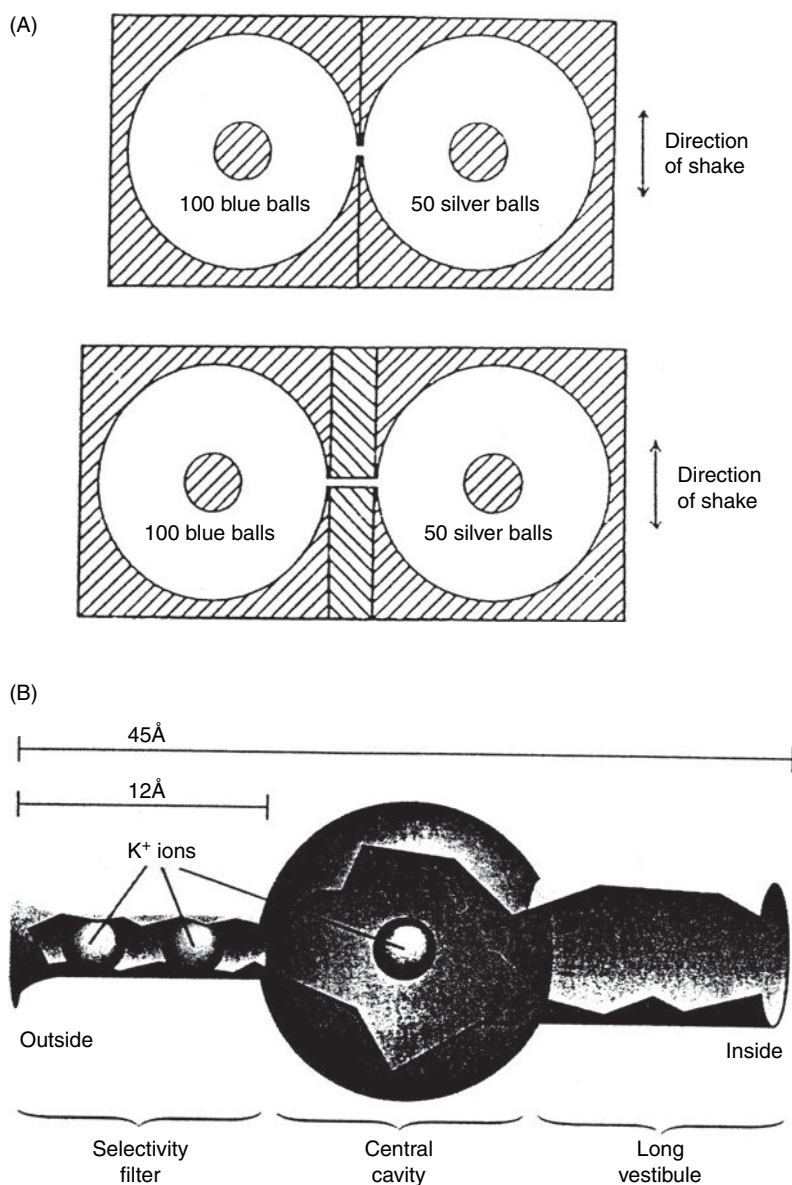 (A)
Direction
of shake
100 blue balls
50 silver balls
Direction
of shake
100 blue balls
50 silver balls
(B)
45Å
12Å
K⁺ ions
Outside
Inside
Selectivity
filter
Central
cavity
Long
vestibule